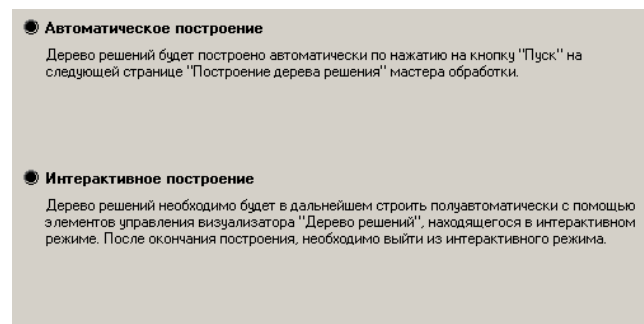 Автоматическое построение
Дерево решений будет построено автоматически по нажатию на кнопку "Пуск" на
следующей странице "Построение дерева решения" мастера обработки.
Интерактивное построение
Дерево решений необходимо будет в дальнейшем строить полуавтоматически с помощью
элементов управления визуализатора "Дерево решений", находящегося в интерактивном
режиме. После окончания построения, необходимо выйти из интерактивного режима.